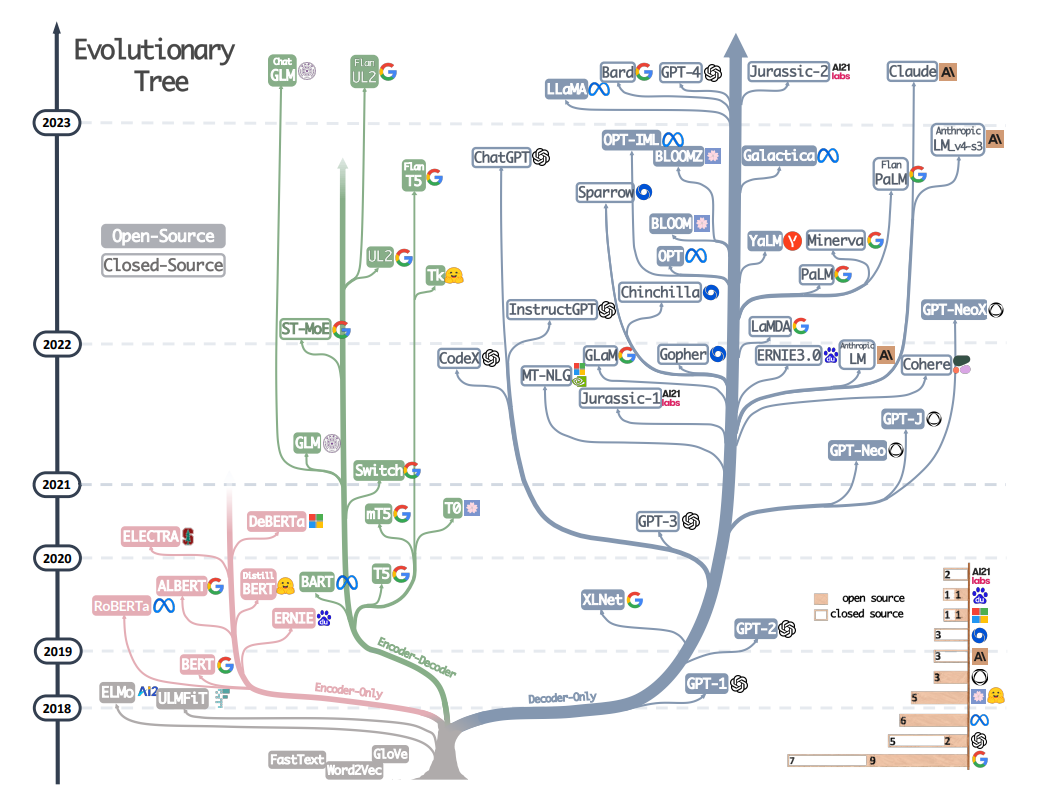 Evolutionary
Tree
2023
2022
2021
2020
2019
2018
Open-Source
Closed-Source
Chat
GLM
Flan
UL2
Bard
GPT-4
Jurassic-2
AI21
labs
Claude
LLaMA
OPT-IML
BLOOMZ
Galactica
Anthropic
LM_v4-s3
ChatGPT
Flan
T5
Flan
PaLM
Sparrow
BLOOM
YaLM
Minerva
UL2
OPT
Tk
PaLM
Chinchilla
InstructGPT
GPT-NeoX
ST-MoE
LaMDA
CodeX
GLaM
Gopher
ERNIE3.0
Anthropic
LM
Cohere
MT-NLG
Jurassic-1
AI21
labs
GPT-J
GLM
GPT-Neo
Switch
mT5
T0
DeBERTa
GPT-3
ELECTRA
ALBERT
Distill
BERT
BART
T5
RoBERTa
XLNet
ERNIE
GPT-2
BERT
Encoder-Decoder
ELMo
AI2
ULMFiT
Encoder-Only
Decoder-Only
GPT-1
FastText
GloVe
Word2Vec
open source
closed source
2
AI21
labs
1 1
du
1 1
3
3
3
5
6
5 2
7 9